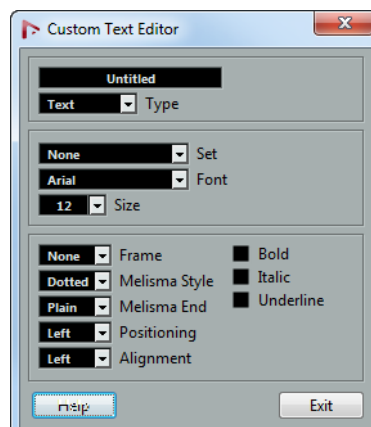 Custom Text Editor
Untitled
Text Type
None Set
Arial Font
12 Size
None Frame Bold
Dotted Melisma Style Italic
Plain Melisma End Underline
Left Positioning
Left Alignment
Help Exit